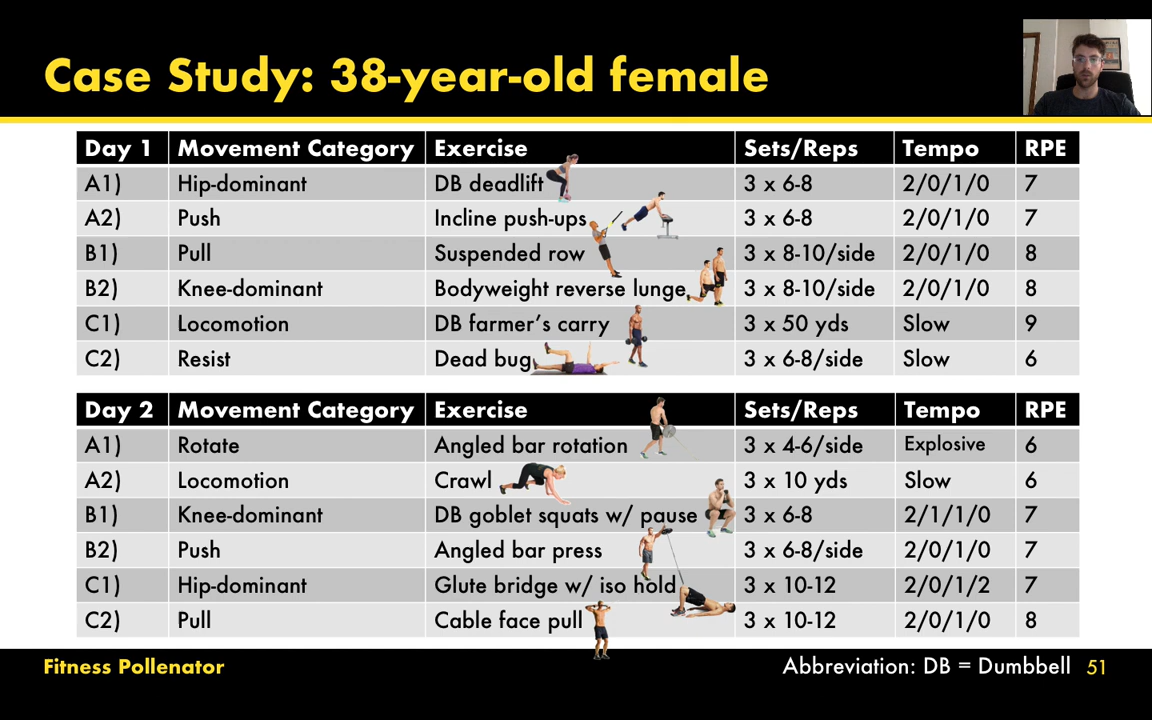 Case Study: 38-year-old female
Day 1 Movement Category Exercise Sets/Reps Tempo RPE
A1) Hip-dominant DB deadlift 3 x 6-8 2/0/1/0 7
A2) Push Incline push-ups 3 x 6-8 2/0/1/0 7
B1) Pull Suspended row 3 x 8-10/side 2/0/1/0 8
B2) Knee-dominant Bodyweight reverse lunge 3 x 8-10/side 2/0/1/0 8
C1) Locomotion DB farmer’s carry 3 x 50 yds Slow 9
C2) Resist Dead bug 3 x 6-8/side Slow 6
Day 2 Movement Category Exercise Sets/Reps Tempo RPE
A1) Rotate Angled bar rotation 3 x 4-6/side Explosive 6
A2) Locomotion Crawl 3 x 10 yds Slow 6
B1) Knee-dominant DB goblet squats w/ pause 3 x 6-8 2/1/1/0 7
B2) Push Angled bar press 3 x 6-8/side 2/0/1/0 7
C1) Hip-dominant Glute bridge w/ iso hold 3 x 10-12 2/0/1/2 7
C2) Pull Cable face pull 3 x 10-12 2/0/1/0 8
Fitness Pollenator Abbreviation: DB = Dumbbell 51